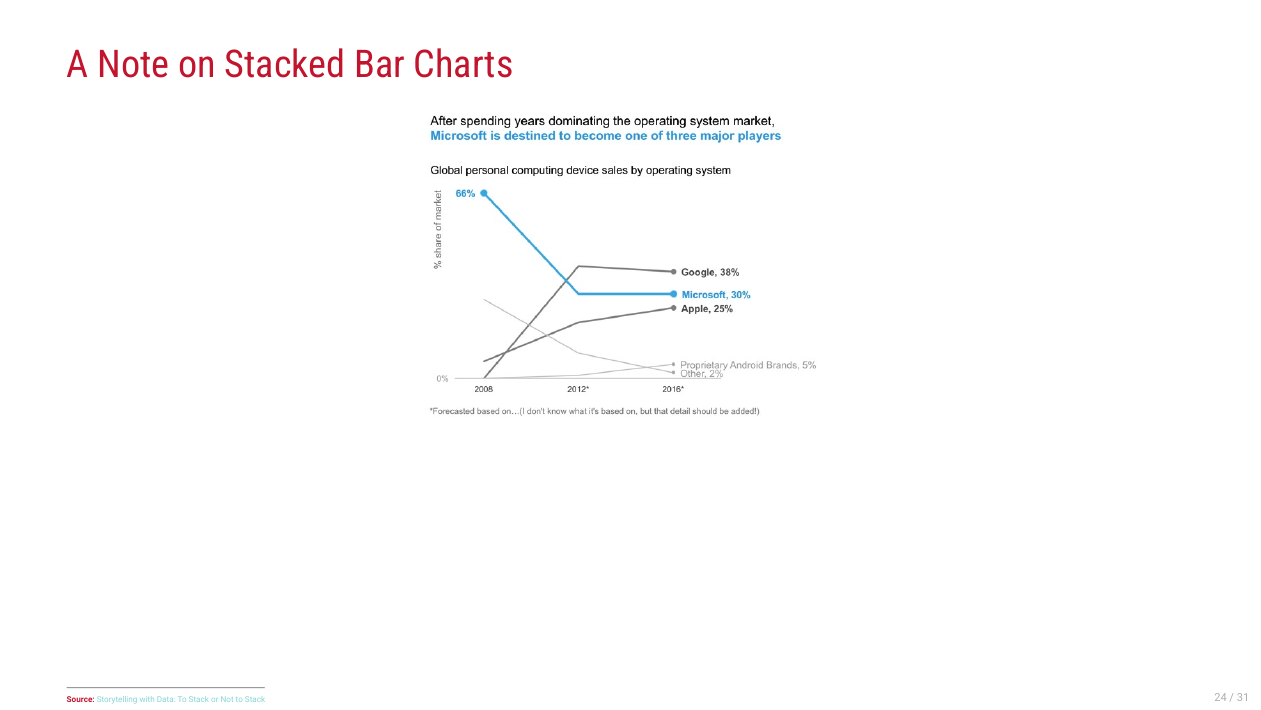 A Note on Stacked Bar Charts
After spending years dominating the operating system market,
Microsoft is destined to become one of three major players
Global personal computing device sales by operating system
% share of market
66%
Google, 38%
Microsoft, 30%
Apple, 25%
Proprietary Android Brands, 5%
Other, 2%
0%
2008 2012* 2016*
*Forecasted based on...(I don't know what it's based on, but that detail should be added!)
Source: Storytelling with Data: To Stack or Not to Stack
24 / 31